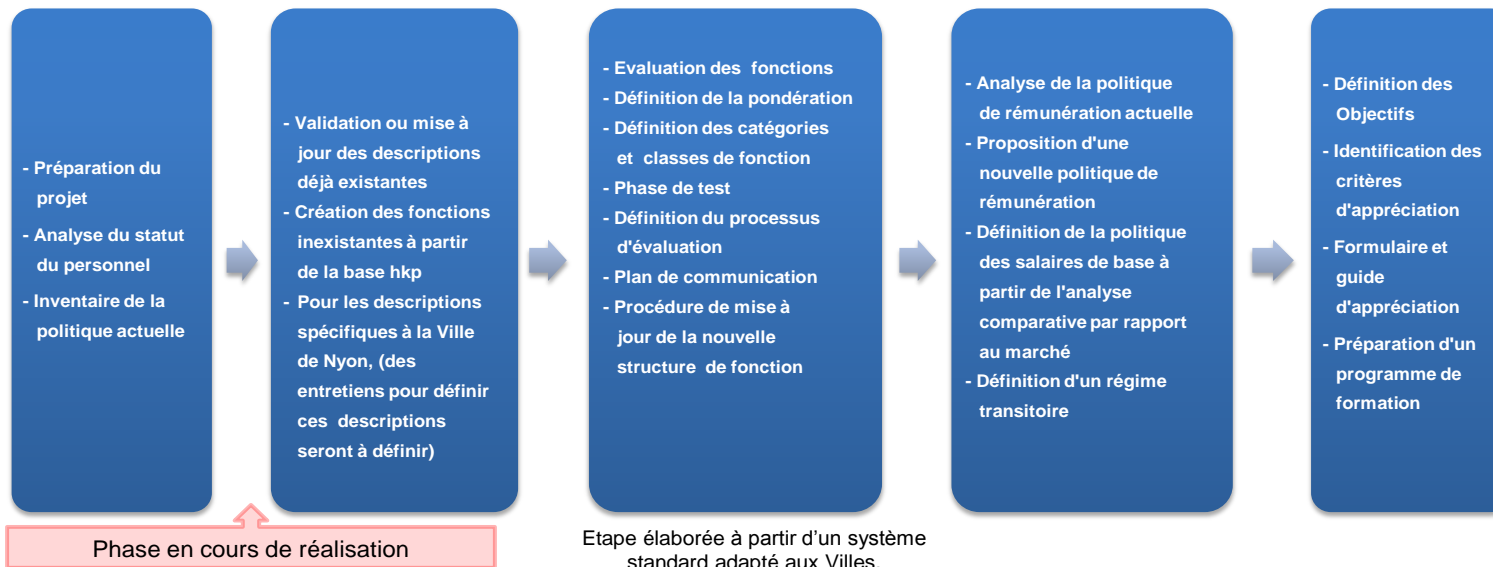 - Préparation du
projet
- Analyse du statut
du personnel
- Inventaire de la
politique actuelle
- Validation ou mise à
jour des descriptions
déjà existantes
- Création des fonctions
inexistantes à partir
de la base hkp
- Pour les descriptions
spécifiques à la Ville
de Nyon, (des
entretiens pour définir
ces descriptions
seront à définir)
- Evaluation des fonctions
- Définition de la pondération
- Définition des catégories
et classes de fonction
- Phase de test
- Définition du processus
d'évaluation
- Plan de communication
- Procédure de mise à
jour de la nouvelle
structure de fonction
- Analyse de la politique
de rémunération actuelle
- Proposition d'une
nouvelle politique de
rémunération
- Définition de la politique
des salaires de base à
partir de l'analyse
comparative par rapport
au marché
- Définition d'un régime
transitoire
- Définition des
Objectifs
- Identification des
critères
d'appréciation
- Formulaire et
guide
d'appréciation
- Préparation d'un
programme de
formation
Phase en cours de réalisation
Etape élaborée à partir d’un système
standard adapté aux Villes.